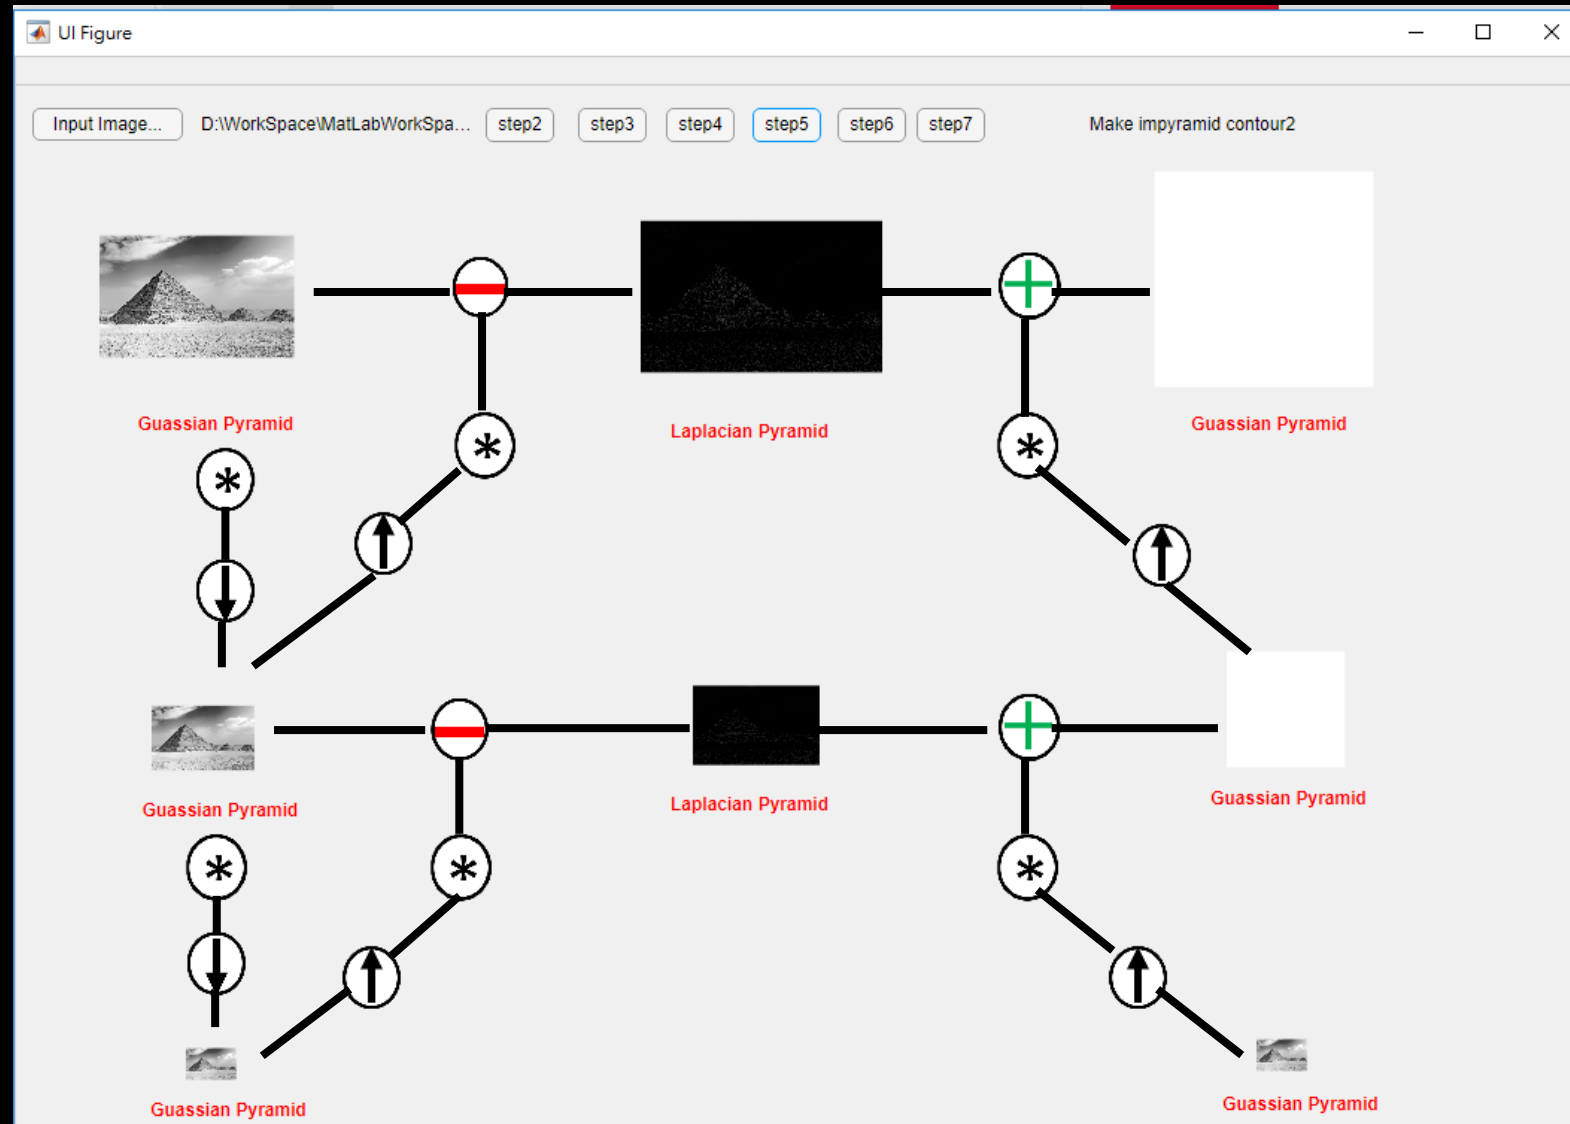 UI Figure
Input Image... D:\WorkSpace\MatLabWorkSpa... step2 step3 step4 step5 step6 step7 Make impyramid contour2
Guassian Pyramid Laplacian Pyramid Guassian Pyramid
Guassian Pyramid Laplacian Pyramid Guassian Pyramid
Guassian Pyramid Guassian Pyramid